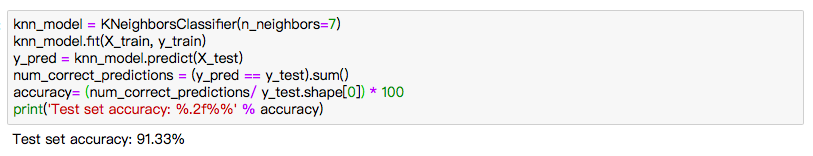 knn_model = KNeighborsClassifier(n_neighbors=7)
knn_model.fit(X_train, y_train)
y_pred = knn_model.predict(X_test)
num_correct_predictions = (y_pred == y_test).sum()
accuracy= (num_correct_predictions/ y_test.shape[0]) * 100
print('Test set accuracy: %.2f%%' % accuracy)
Test set accuracy: 91.33%